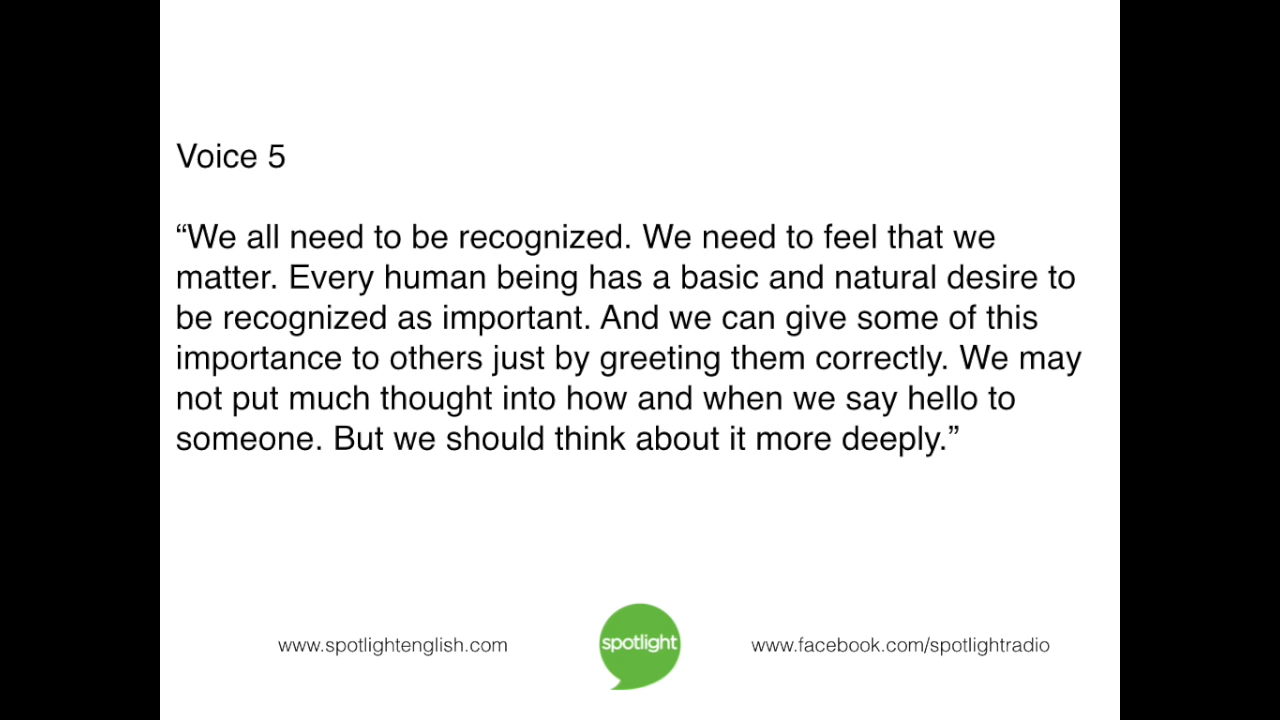 Voice 5
“We all need to be recognized. We need to feel that we
matter. Every human being has a basic and natural desire to
be recognized as important. And we can give some of this
importance to others just by greeting them correctly. We may
not put much thought into how and when we say hello to
someone. But we should think about it more deeply.”
www.spotlightenglish.com
spotlight
www.facebook.com/spotlightradio